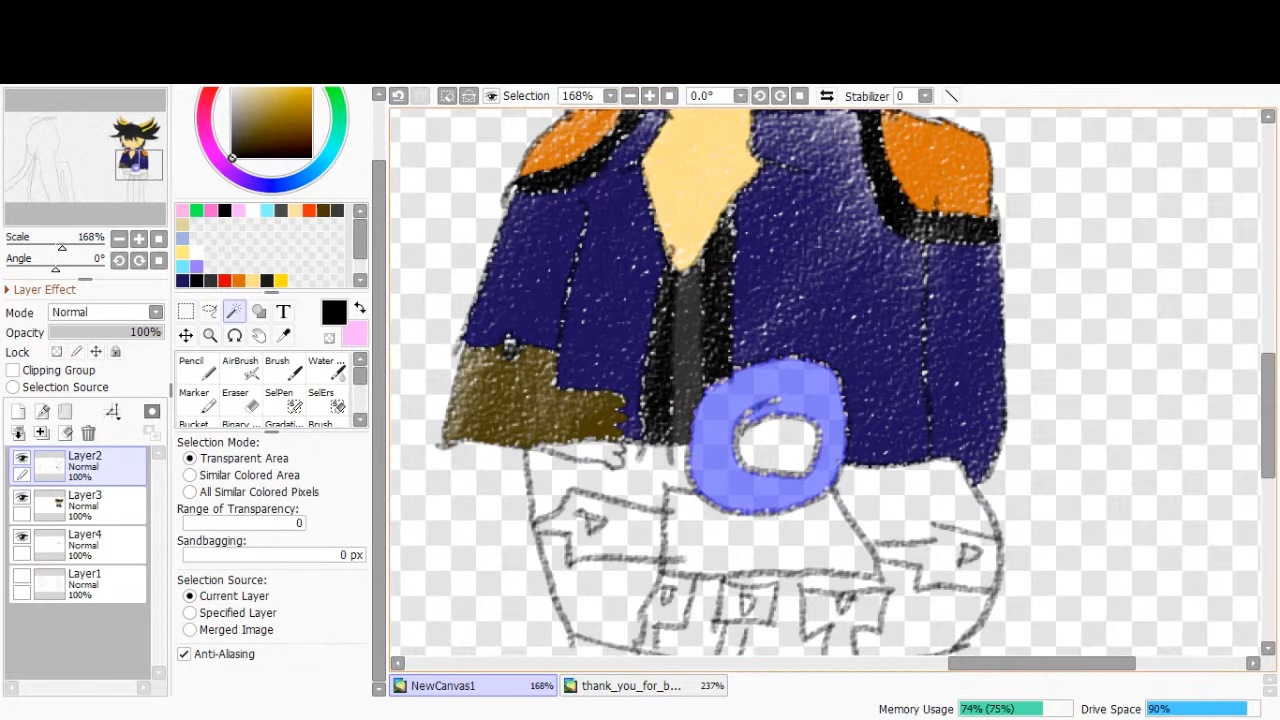 Selection 168% 0.0° Stabilizer 0
Scale 168%
Angle 0°
Layer Effect
Mode Normal
Opacity 100%
Lock
Clipping Group
Selection Source
Layer2
Normal
100%
Layer3
Normal
100%
Layer4
Normal
100%
Layer1
Normal
100%
T
Pencil AirBrush Brush Water ...
Marker Eraser SelPen SelErs
Bucket Binary ... Gradati... Brush
Selection Mode:
Transparent Area
Similar Colored Area
All Similar Colored Pixels
Range of Transparency:
0
Sandbagging:
0 px
Selection Source:
Current Layer
Specified Layer
Merged Image
Anti-Aliasing
NewCanvas1 168% thank_you_for_b... 237%
Memory Usage 74% (75%) Drive Space 90%